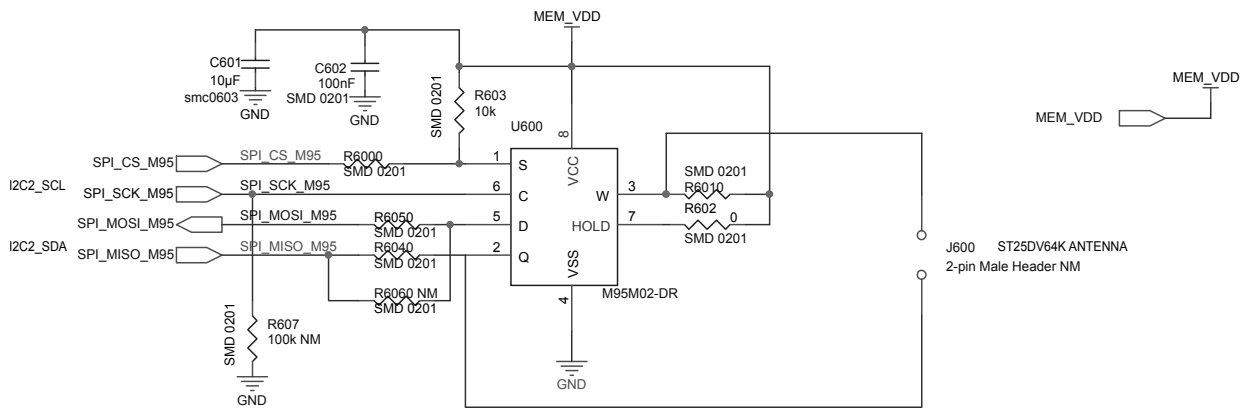 MEM_VDD
C601
10µF
smc0603
GND
C602
100nF
SMD 0201
GND
SMD 0201
R603
10k
MEM_VDD
MEM_VDD
U600
8
VCC
SPI_CS_M95
SPI_CS_M95
R6000
SMD 0201
1
S
I2C2_SCL
SPI_SCK_M95
SPI_SCK_M95
6
C
W
3
SMD 0201
R6010
SPI_MOSI_M95
SPI_MOSI_M95
R6050
SMD 0201
5
D
HOLD
7
R602
0
SMD 0201
I2C2_SDA
SPI_MISO_M95
SPI_MISO_M95
R6040
SMD 0201
2
Q
VSS
4
M95M02-DR
R6060 NM
SMD 0201
J600 ST25DV64K ANTENNA
2-pin Male Header NM
SMD 0201
R607
100k NM
GND
GND